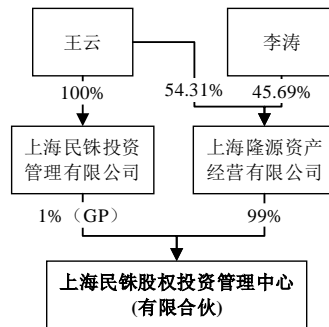 王云
李涛
100%
54.31%
45.69%
上海民铢投资
管理有限公司
上海隆源资产
经营有限公司
1%（GP）
99%
上海民铢股权投资管理中心
(有限合伙)